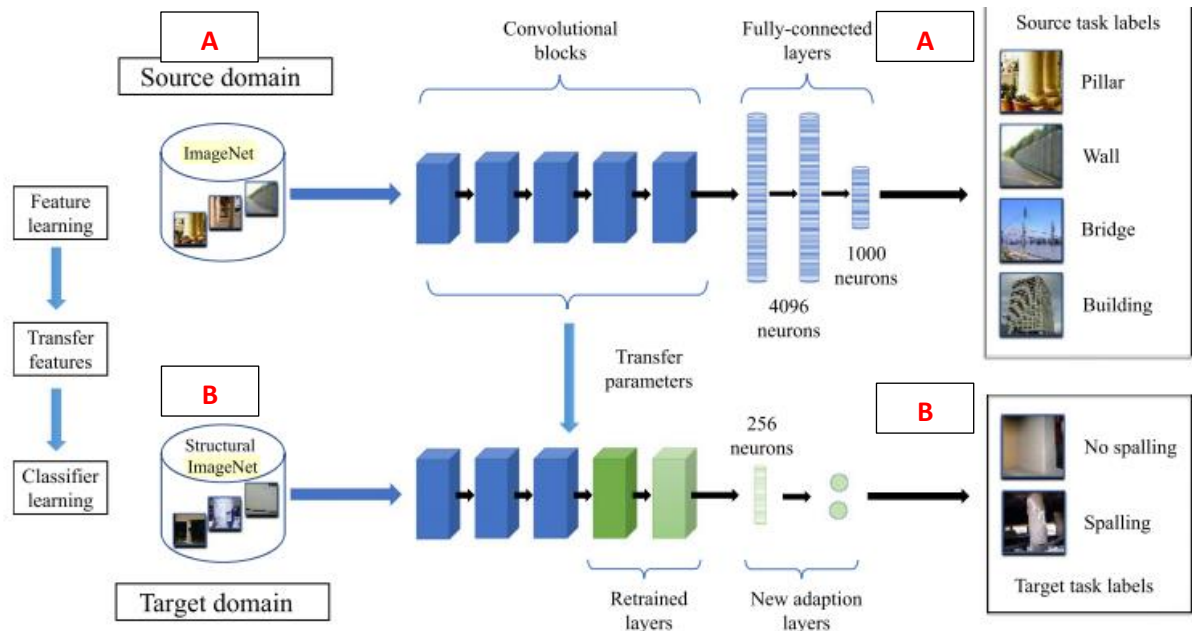 A
Source domain
ImageNet
Feature
learning
Transfer
features
Classifier
learning
Convolutional
blocks
Fully-connected
layers
4096
neurons
1000
neurons
A
Source task labels
Pillar
Wall
Bridge
Building
Transfer
parameters
B
Structural
ImageNet
Target domain
Retrained
layers
256
neurons
New adaption
layers
B
No spalling
Spalling
Target task labels